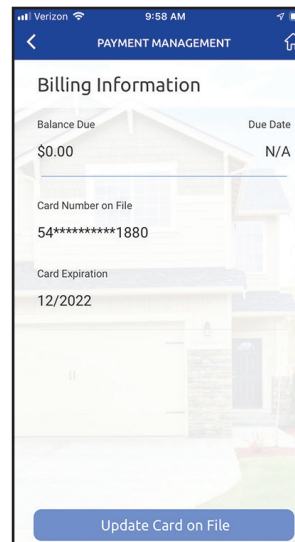 Verizon 9:58 AM
PAYMENT MANAGEMENT
Billing Information
Balance Due Due Date
$0.00 N/A
Card Number on File
54**********1880
Card Expiration
12/2022
Update Card on File